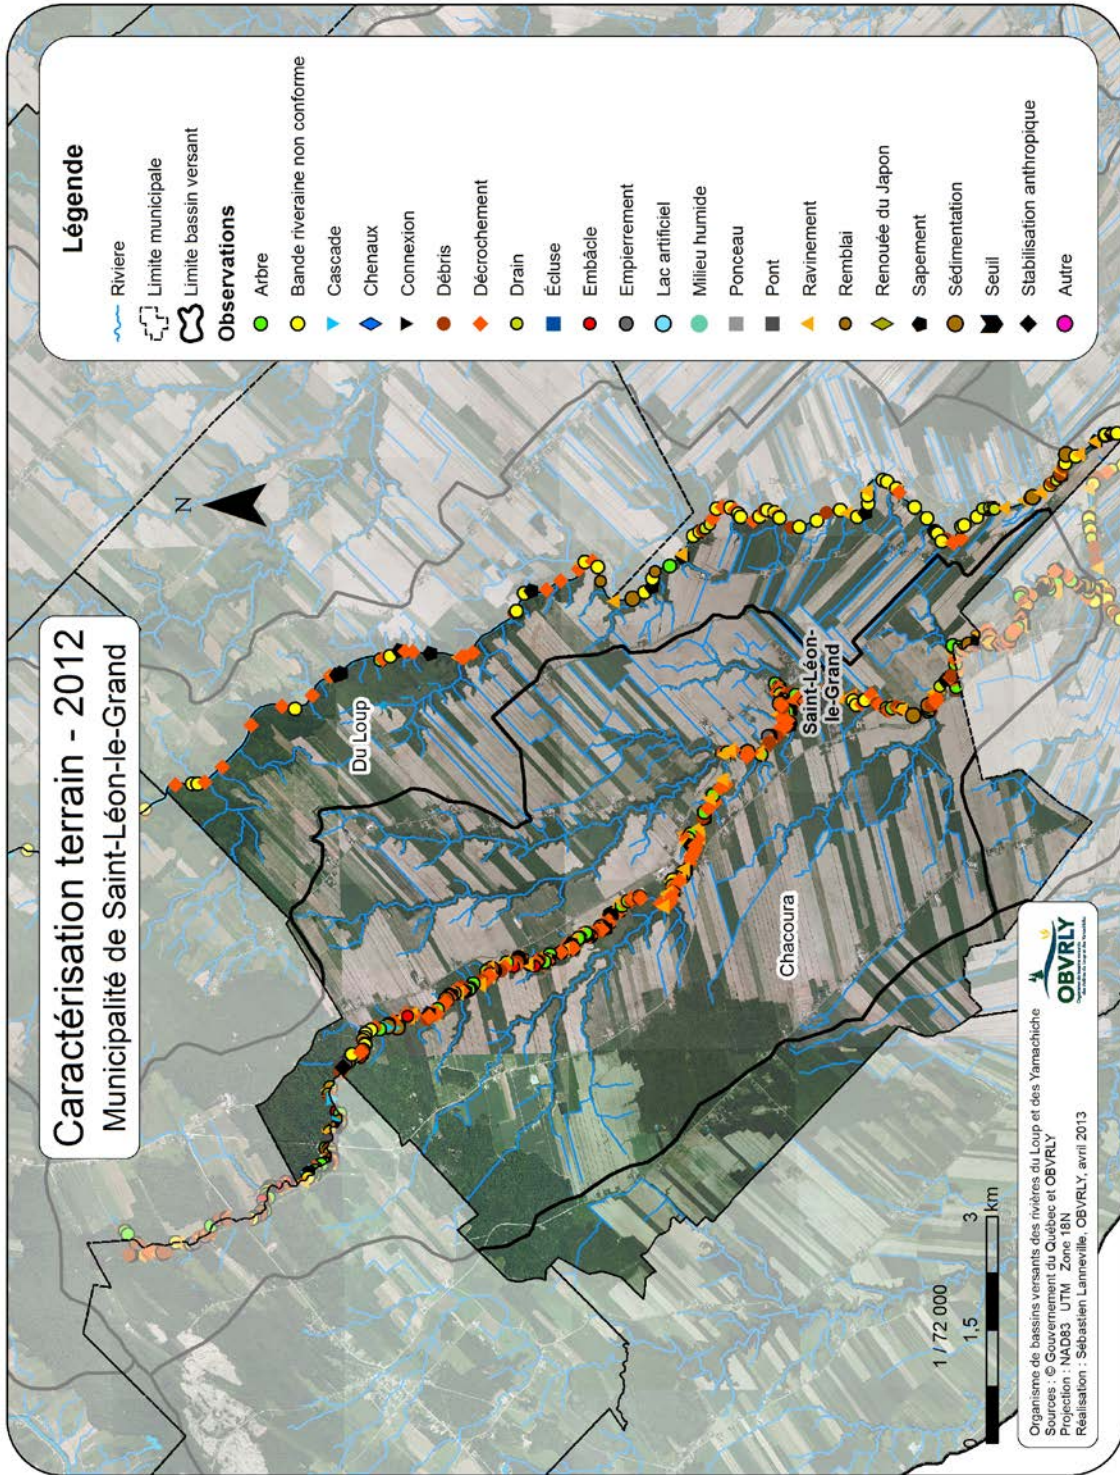 Caractérisation terrain - 2012
Municipalité de Saint-Léon-le-Grand
N
Du Loup
Saint-Léon-
le-Grand
Chacoura
Légende
Riviere
Limite municipale
Limite bassin versant
Observations
Arbre
Bande riveraine non conforme
Cascade
Chenaux
Connexion
Débris
Décrochement
Drain
Écluse
Embâcle
Empierrement
Lac artificiel
Milieu humide
Ponceau
Pont
Ravinement
Remblai
Renouée du Japon
Sapement
Sédimentation
Seuil
Stabilisation anthropique
Autre
1 / 72 000
0 1,5 3
km
Organisme de bassins versants des rivières du Loup et des Yamachiche
Sources : © Gouvernement du Québec et OBVRLY
Projection : NAD83 UTM Zone 18N
Réalisation : Sébastien Lanneville, OBVRLY, avril 2013
OBVRLY